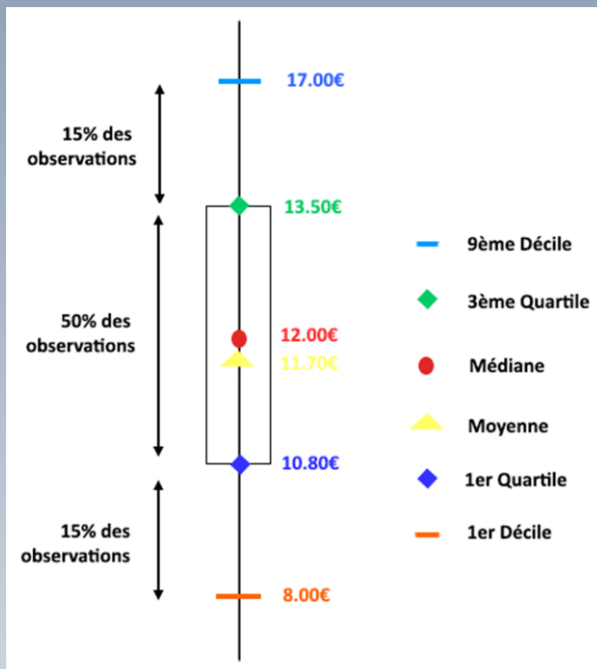 17.00€
15% des
observations
13.50€
9ème Décile
3ème Quartile
50% des
observations
12.00€
11.70€
Médiane
Moyenne
10.80€
1er Quartile
15% des
observations
1er Décile
8.00€